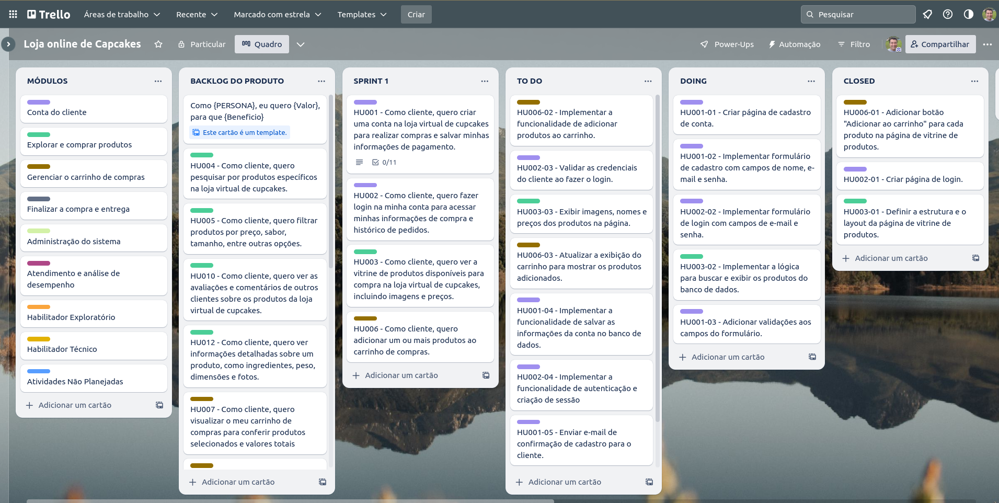 Trello
Áreas de trabalho
Recente
Marcado com estrela
Templates
Criar
Pesquisar
Loja online de Capcakes
Particular
Quadro
Power-Ups
Automação
Filtro
Compartilhar
MÓDULOS
Conta do cliente
Explorar e comprar produtos
Gerenciar o carrinho de compras
Finalizar a compra e entrega
Administração do sistema
Atendimento e análise de
desempenho
Habilitador Exploratório
Habilitador Técnico
Atividades Não Planejadas
Adicionar um cartão
BACKLOG DO PRODUTO
Como {PERSONA}, eu quero {Valor},
para que {Beneficio}
Este cartão é um template.
HU004 - Como cliente, quero
pesquisar por produtos específicos
na loja virtual de cupcakes.
HU005 - Como cliente, quero filtrar
produtos por preço, sabor,
tamanho, entre outras opções.
HU010 - Como cliente, quero ver as
avaliações e comentários de outros
clientes sobre os produtos da loja
virtual de cupcakes.
HU012 - Como cliente, quero ver
informações detalhadas sobre um
produto, como ingredientes, peso,
dimensões e fotos.
HU007 - Como cliente, quero
visualizar o meu carrinho de
compras para conferir produtos
selecionados e valores totais
Adicionar um cartão
SPRINT 1
HU001 - Como cliente, quero criar
uma conta na loja virtual de cupcakes
para realizar compras e salvar minhas
informações de pagamento.
0/11
HU002 - Como cliente, quero fazer
login na minha conta para acessar
minhas informações de compra e
histórico de pedidos.
HU003 - Como cliente, quero ver a
vitrine de produtos disponíveis para
compra na loja virtual de cupcakes,
incluindo imagens e preços.
HU006 - Como cliente, quero
adicionar um ou mais produtos ao
carrinho de compras.
Adicionar um cartão
TO DO
HU006-02 - Implementar a
funcionalidade de adicionar
produtos ao carrinho.
HU002-03 - Validar as credenciais
do cliente ao fazer o login.
HU003-03 - Exibir imagens, nomes e
preços dos produtos na página.
HU006-03 - Atualizar a exibição do
carrinho para mostrar os produtos
adicionados.
HU001-04 - Implementar a
funcionalidade de salvar as
informações da conta no banco de
dados.
HU002-04 - Implementar a
funcionalidade de autenticação e
criação de sessão
HU001-05 - Enviar e-mail de
confirmação de cadastro para o
cliente.
Adicionar um cartão
DOING
HU001-01 - Criar página de cadastro
de conta.
HU001-02 - Implementar formulário
de cadastro com campos de nome, e-
mail e senha.
HU002-02 - Implementar formulário
de login com campos de e-mail e
senha.
HU003-02 - Implementar a lógica
para buscar e exibir os produtos do
banco de dados.
HU001-03 - Adicionar validações aos
campos do formulário.
Adicionar um cartão
CLOSED
HU006-01 - Adicionar botão
"Adicionar ao carrinho" para cada
produto na página de vitrine de
produtos.
HU002-01 - Criar página de login.
HU003-01 - Definir a estrutura e o
layout da página de vitrine de
produtos.
Adicionar um cartão